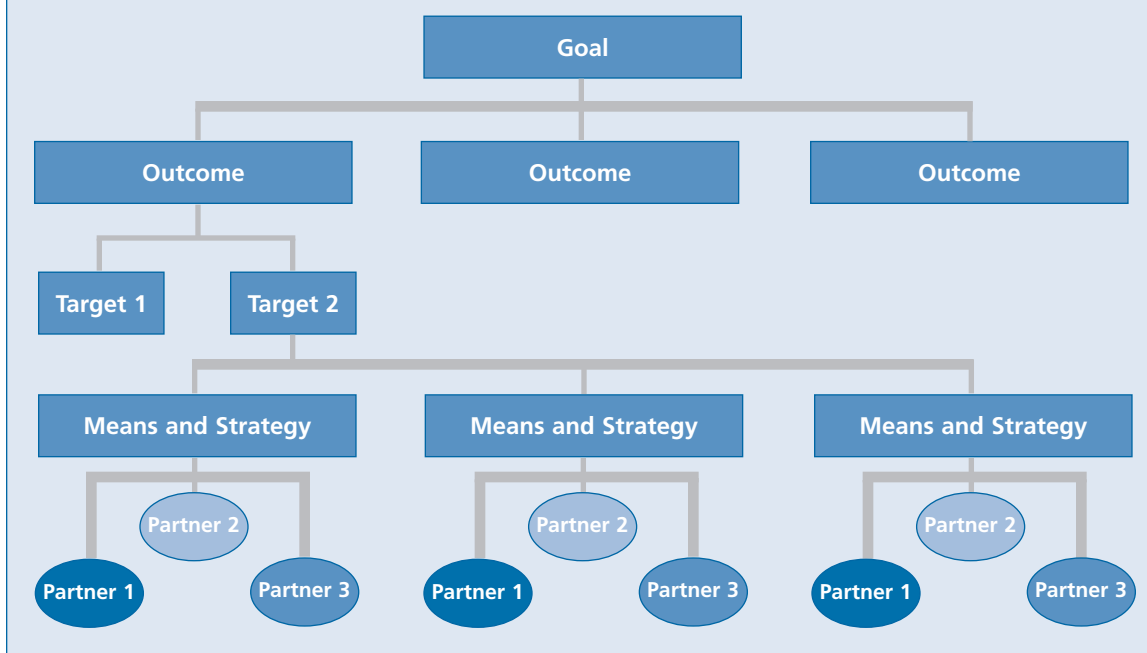 Goal
Outcome
Outcome
Outcome
Target 1
Target 2
Means and Strategy
Means and Strategy
Means and Strategy
Partner 2
Partner 2
Partner 2
Partner 1
Partner 3
Partner 1
Partner 3
Partner 1
Partner 3